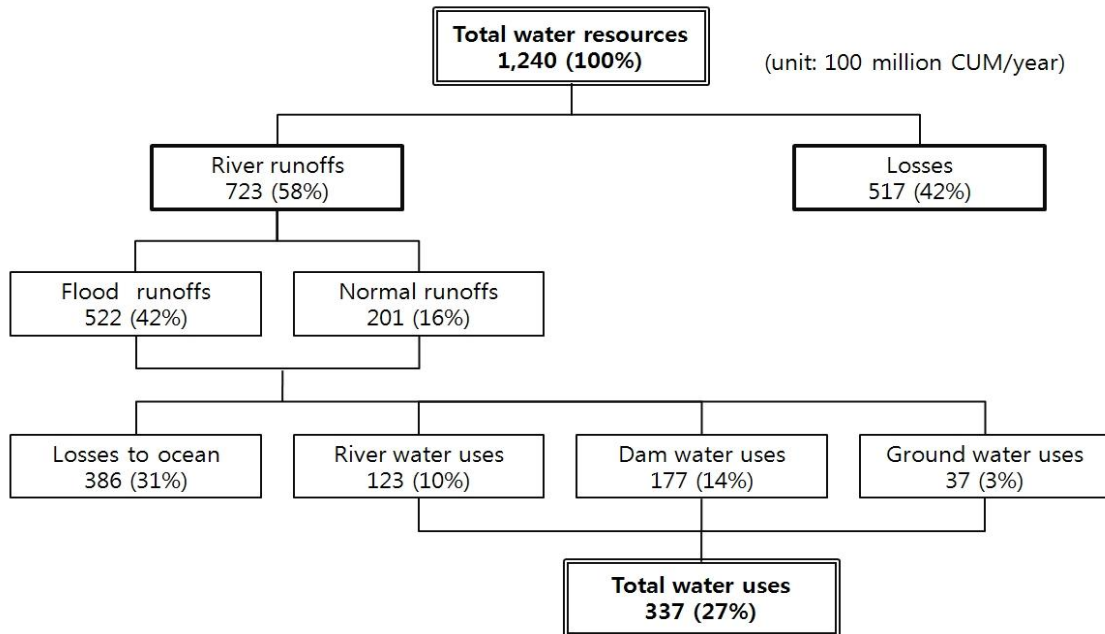 Total water resources
1,240 (100%)
(unit: 100 million CUM/year)
River runoffs
723 (58%)
Losses
517 (42%)
Flood runoffs
522 (42%)
Normal runoffs
201 (16%)
Losses to ocean
386 (31%)
River water uses
123 (10%)
Dam water uses
177 (14%)
Ground water uses
37 (3%)
Total water uses
337 (27%)